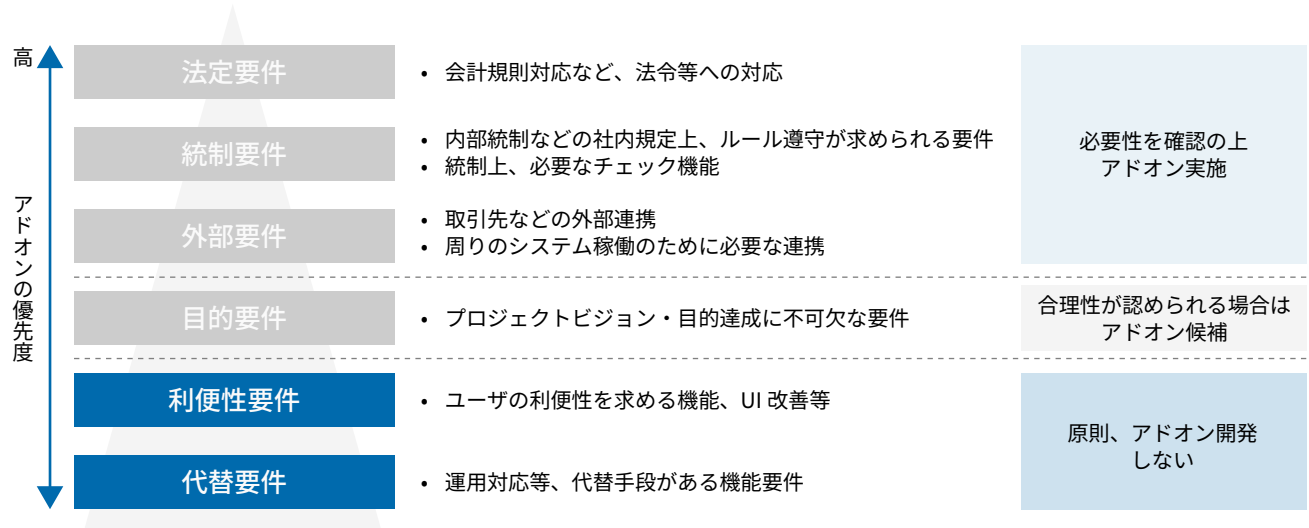 高
アドオンの優先度
法定要件
• 会計規則対応など、法令等への対応
統制要件
• 内部統制などの社内規定上、ルール遵守が求められる要件
• 統制上、必要なチェック機能
外部要件
• 取引先などの外部連携
• 周りのシステム稼働のために必要な連携
必要性を確認の上
アドオン実施
目的要件
• プロジェクトビジョン・目的達成に不可欠な要件
合理性が認められる場合は
アドオン候補
利便性要件
• ユーザの利便性を求める機能、UI 改善等
代替要件
• 運用対応等、代替手段がある機能要件
原則、アドオン開発
しない